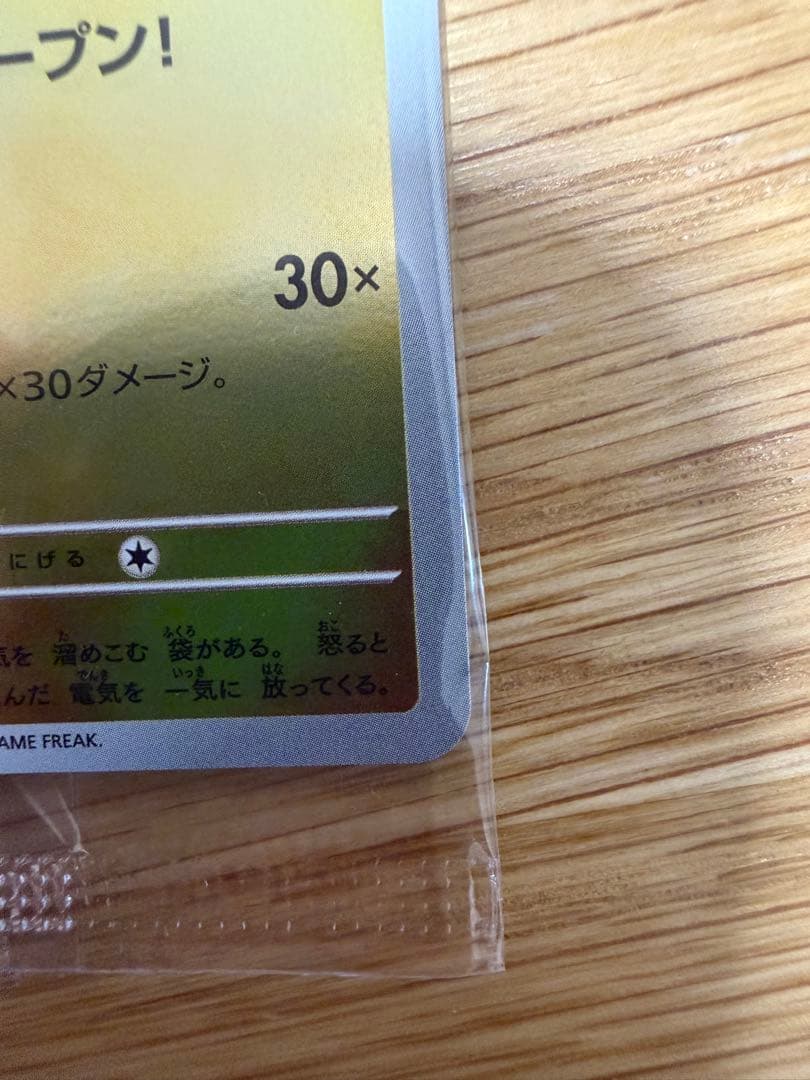 ープン!
30×
×30ダメージ。
にげる
気を 溜めこむ 袋がある。 怒ると
んだ 電気を 一気に 放ってくる。
AME FREAK.